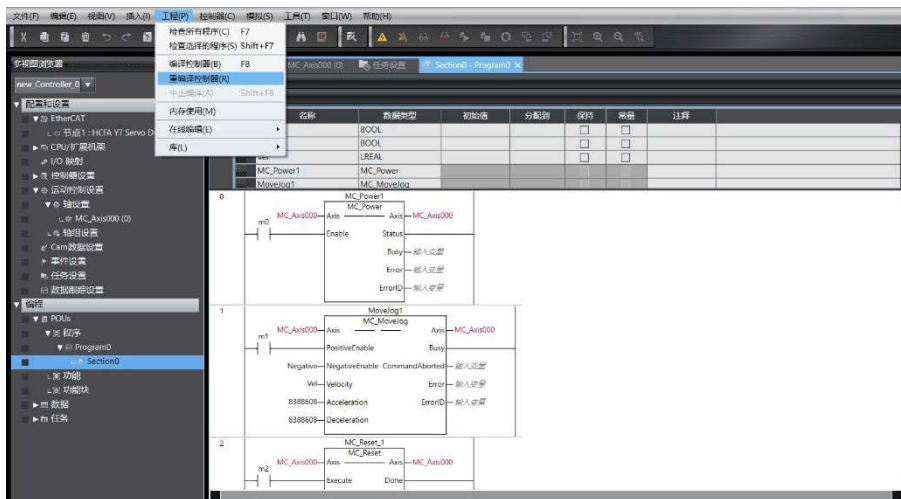 文件(F) 编辑(E) 视图(V) 插入(I) 工程(P) 控制器(C) 模拟(S) 工具(T) 窗口(W) 帮助(H)
检查所有程序(C) F7
检查选择的程序(S) Shift+F7
编译控制器(B) F8
重编译控制器(R)
中止编译(A) Shift+F8
内存使用(M)
在线编辑(E)
库(L)
多视图浏览器
new_Controller_0
MC_Axis000 (0) 任务设置 Section0 - Program0
配置和设置
EtherCAT
节点1 : HCFA Y7 Servo D
CPU/扩展机架
I/O 映射
控制器设置
运动控制设置
轴设置
MC_Axis000 (0)
轴组设置
Cam数据设置
事件设置
任务设置
数据跟踪设置
编程
POUs
程序
Program0
Section0
功能
功能块
数据
任务
名称 数据类型 初始值 分配到 保持 常量 注释
BOOL
BOOL
Vel LREAL
MC_Power1 MC_Power
MoveJog1 MC_MoveJog
0
MC_Power1
MC_Power
m0 MC_Axis000 Axis Axis MC_Axis000
Enable Status
Busy 输入变量
Error 输入变量
ErrorID 输入变量
1
MoveJog1
MC_MoveJog
m1 MC_Axis000 Axis Axis MC_Axis000
PositiveEnable Busy
Negative NegativeEnable CommandAborted 输入变量
Vel Velocity Error 输入变量
8388608 Acceleration ErrorID 输入变量
8388608 Deceleration
2
MC_Reset_1
MC_Reset
m2 MC_Axis000 Axis Axis MC_Axis000
Execute Done